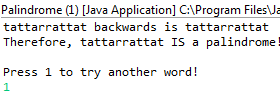 Palindrome (1) [Java Application] C:\Program Files\Ja
tattarrattat backwards is tattarrattat
Therefore, tattarrattat IS a palindrome!
Press 1 to try another word!
1